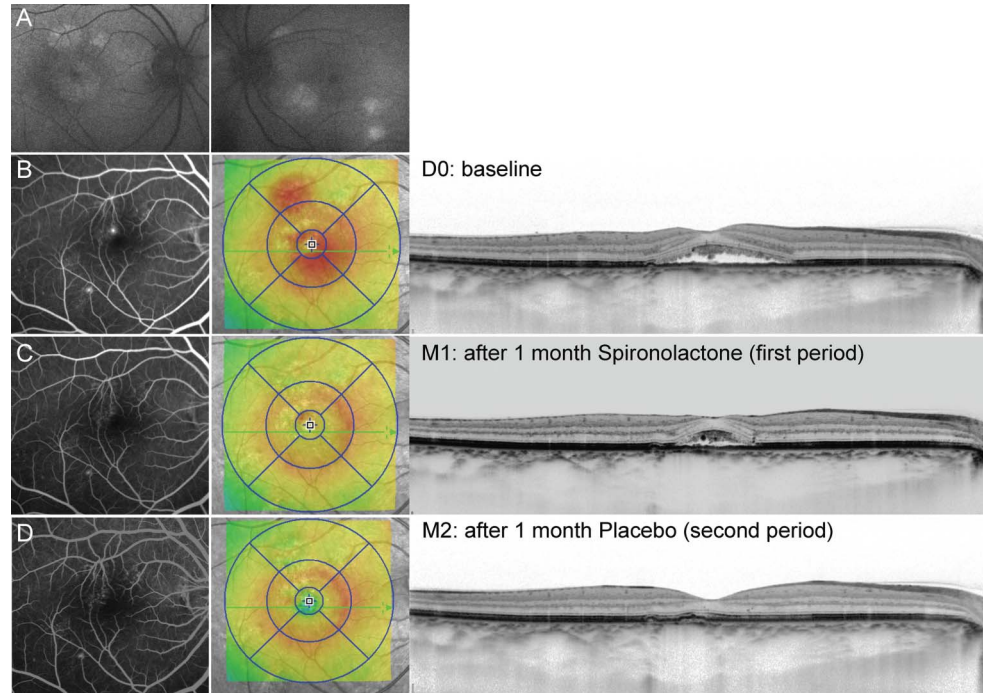 A
B
D0: baseline
C
M1: after 1 month Spironolactone (first period)
D
M2: after 1 month Placebo (second period)